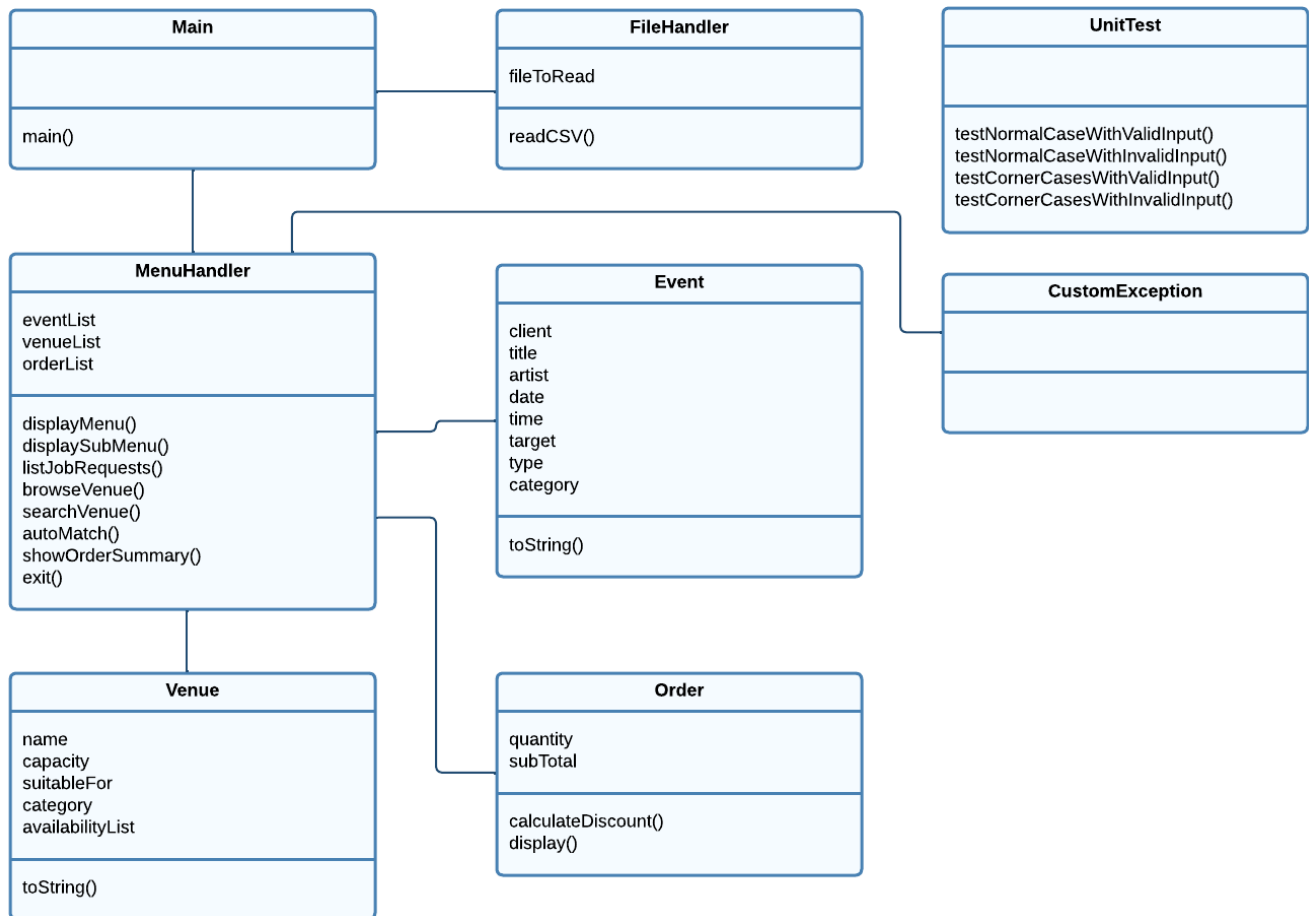 Main
main()
FileHandler
fileToRead
readCSV()
UnitTest
testNormalCaseWithValidInput()
testNormalCaseWithInvalidInput()
testCornerCasesWithValidInput()
testCornerCasesWithInvalidInput()
MenuHandler
eventList
venueList
orderList
displayMenu()
displaySubMenu()
listJobRequests()
browseVenue()
searchVenue()
autoMatch()
showOrderSummary()
exit()
Event
client
title
artist
date
time
target
type
category
toString()
CustomException
Venue
name
capacity
suitableFor
category
availabilityList
toString()
Order
quantity
subTotal
calculateDiscount()
display()